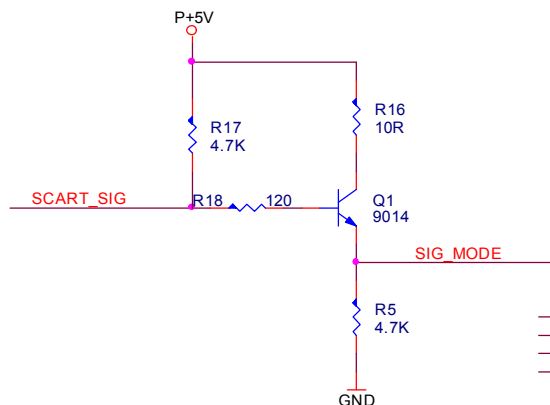 P+5V
R16
10R
R17
4.7K
SCART_SIG
R18
120
Q1
9014
SIG_MODE
R5
4.7K
GND